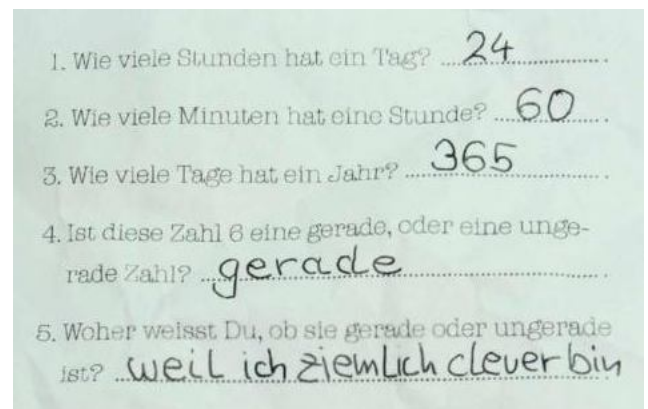 1. Wie viele Stunden hat ein Tag? 24
2. Wie viele Minuten hat eine Stunde? 60
3. Wie viele Tage hat ein Jahr? 365
4. Ist diese Zahl 6 eine gerade, oder eine unge-
rade Zahl? gerade
5. Woher weisst Du, ob sie gerade oder ungerade
ist? weil ich ziemlich clever bin